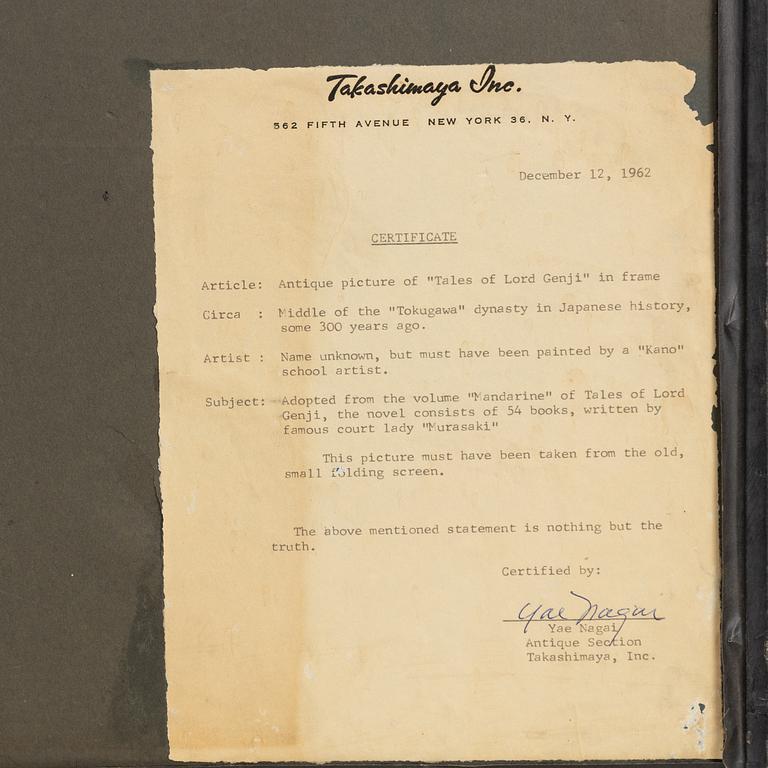 Takashimaya Inc.
562 FIFTH AVENUE NEW YORK 36, N. Y.
December 12, 1962
CERTIFICATE
Article: Antique picture of "Tales of Lord Genji" in frame
Circa : Middle of the "Tokugawa" dynasty in Japanese history,
some 300 years ago.
Artist : Name unknown, but must have been painted by a "Kano"
school artist.
Subject: Adopted from the volume "Mandarine" of Tales of Lord
Genji, the novel consists of 54 books, written by
famous court lady "Murasaki"
This picture must have been taken from the old,
small folding screen.
The above mentioned statement is nothing but the
truth.
Certified by:
Yae Nagai
Yae Nagai
Antique Section
Takashimaya, Inc.